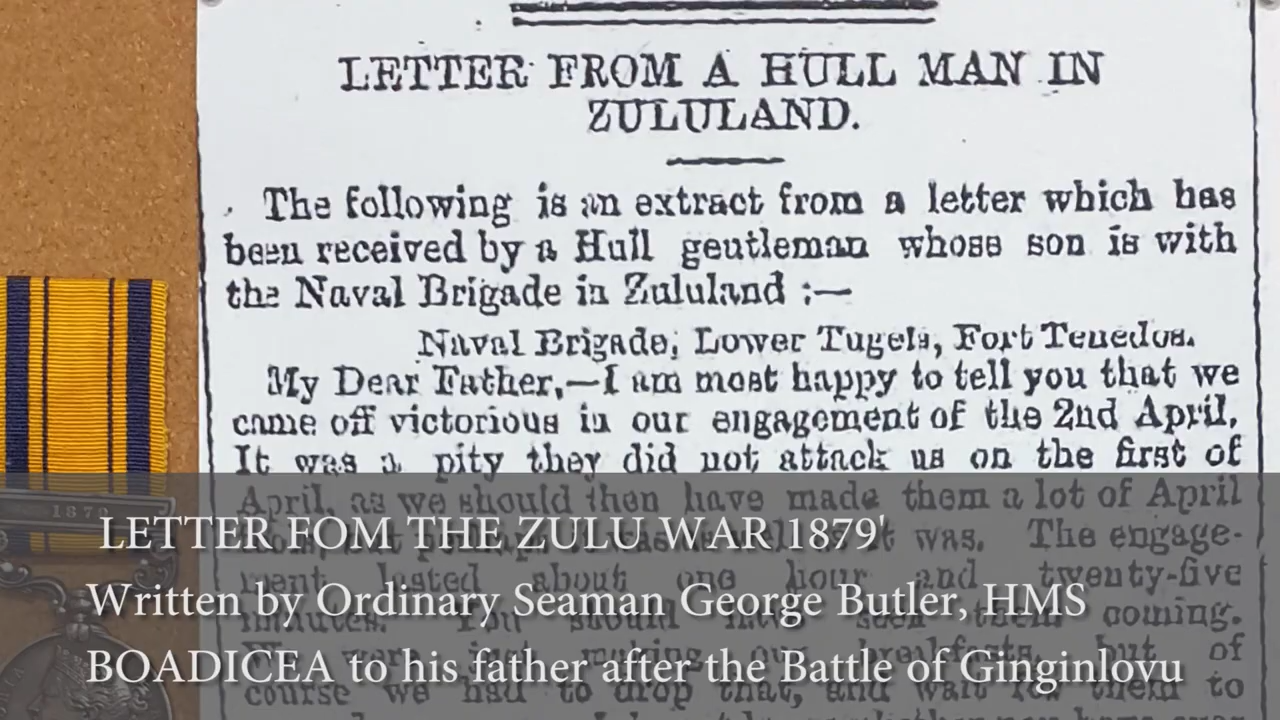 LETTER FROM A HULL MAN IN
ZULULAND.
The following is an extract from a letter which has
been received by a Hull gentleman whose son is with
the Naval Brigade in Zululand :—
Naval Brigade, Lower Tugela, Fort Tenedos.
My Dear Father,—I am most happy to tell you that we
came off victorious in our engagement of the 2nd April.
It was a pity they did not attack us on the first of
April, as we should then have made them a lot of April
it was. The engage-
ment lasted about one hour and twenty-five
minutes. You should have seen them coming.
We were just making our breakfasts, but of
course we had to drop that, and wait for them to
1879
LETTER FOM THE ZULU WAR 1879'
Written by Ordinary Seaman George Butler, HMS
BOADICEA to his father after the Battle of Ginginlovu